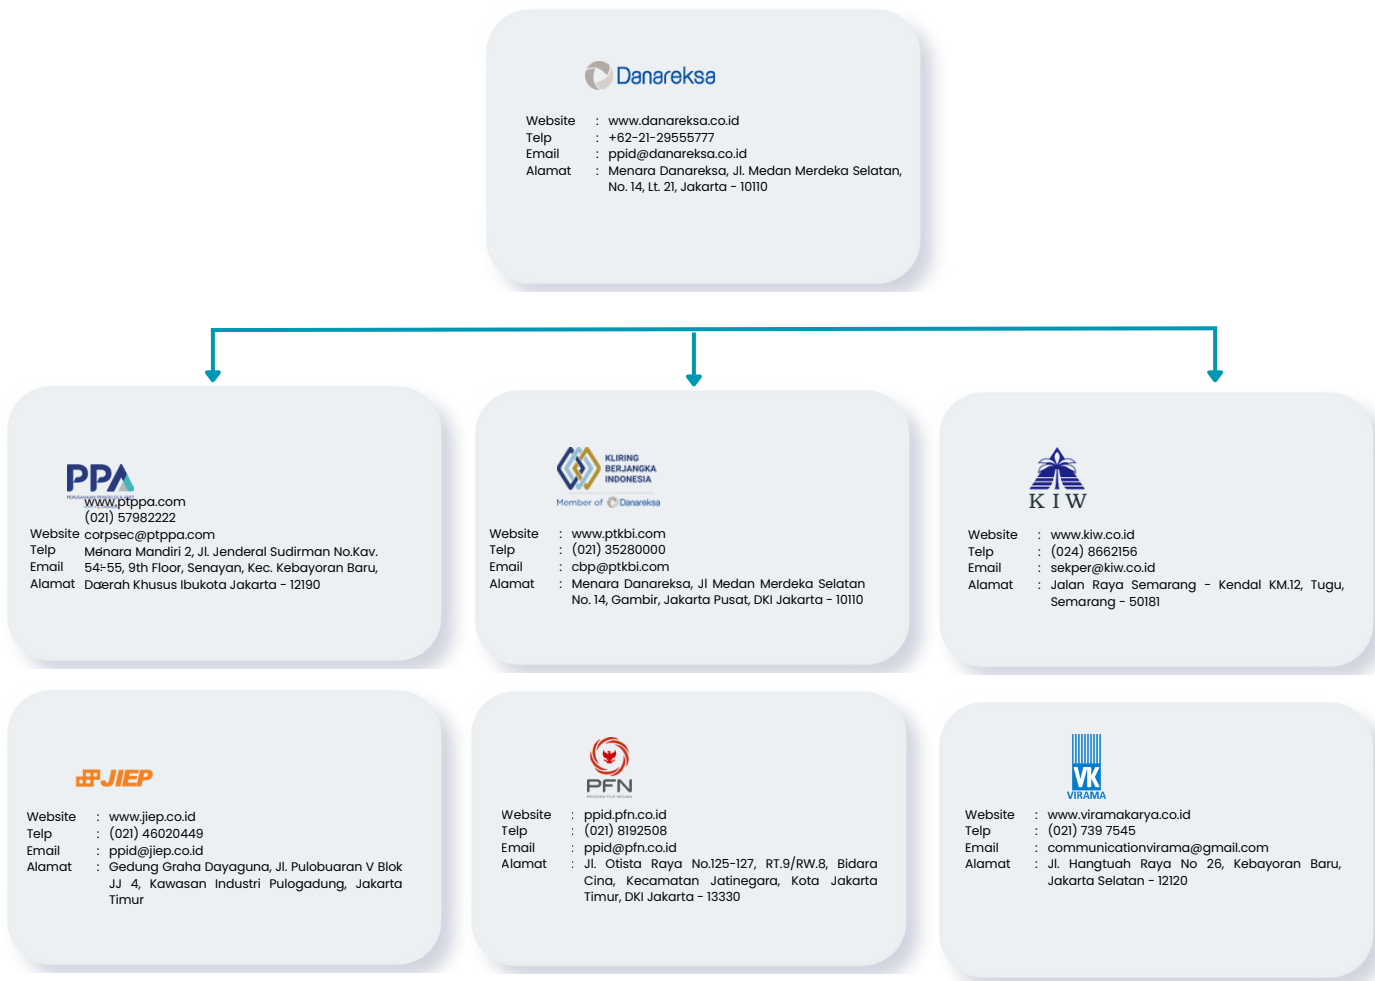 Danareksa
Website : www.danareksa.co.id
Telp : +62-21-29555777
Email : ppid@danareksa.co.id
Alamat : Menara Danareksa, Jl. Medan Merdeka Selatan,
No. 14, Lt. 21, Jakarta - 10110
PPA
PERUSAHAAN PENGELOLA ASET
www.ptppa.com
(021) 57982222
Website : corpsec@ptppa.com
Telp : Menara Mandiri 2, Jl. Jenderal Sudirman No.Kav.
Email : 54-55, 9th Floor, Senayan, Kec. Kebayoran Baru,
Alamat : Daerah Khusus Ibukota Jakarta - 12190
KLIRING
BERJANGKA
INDONESIA
Member of Danareksa
Website : www.ptkbi.com
Telp : (021) 35280000
Email : cbp@ptkbi.com
Alamat : Menara Danareksa, Jl Medan Merdeka Selatan
No. 14, Gambir, Jakarta Pusat, DKI Jakarta - 10110
KIW
Website : www.kiw.co.id
Telp : (024) 8662156
Email : sekper@kiw.co.id
Alamat : Jalan Raya Semarang - Kendal KM.12, Tugu,
Semarang - 50181
JIEP
Website : www.jiep.co.id
Telp : (021) 46020449
Email : ppid@jiep.co.id
Alamat : Gedung Graha Dayaguna, Jl. Pulobuaran V Blok
JJ 4, Kawasan Industri Pulogadung, Jakarta
Timur
PFN
PRODUKSI FILM NEGARA
Website : ppid.pfn.co.id
Telp : (021) 8192508
Email : ppid@pfn.co.id
Alamat : Jl. Otista Raya No.125-127, RT.9/RW.8, Bidara
Cina, Kecamatan Jatinegara, Kota Jakarta
Timur, DKI Jakarta - 13330
VK
VIRAMA
Website : www.viramakarya.co.id
Telp : (021) 739 7545
Email : communicationvirama@gmail.com
Alamat : Jl. Hangtuah Raya No 26, Kebayoran Baru,
Jakarta Selatan - 12120